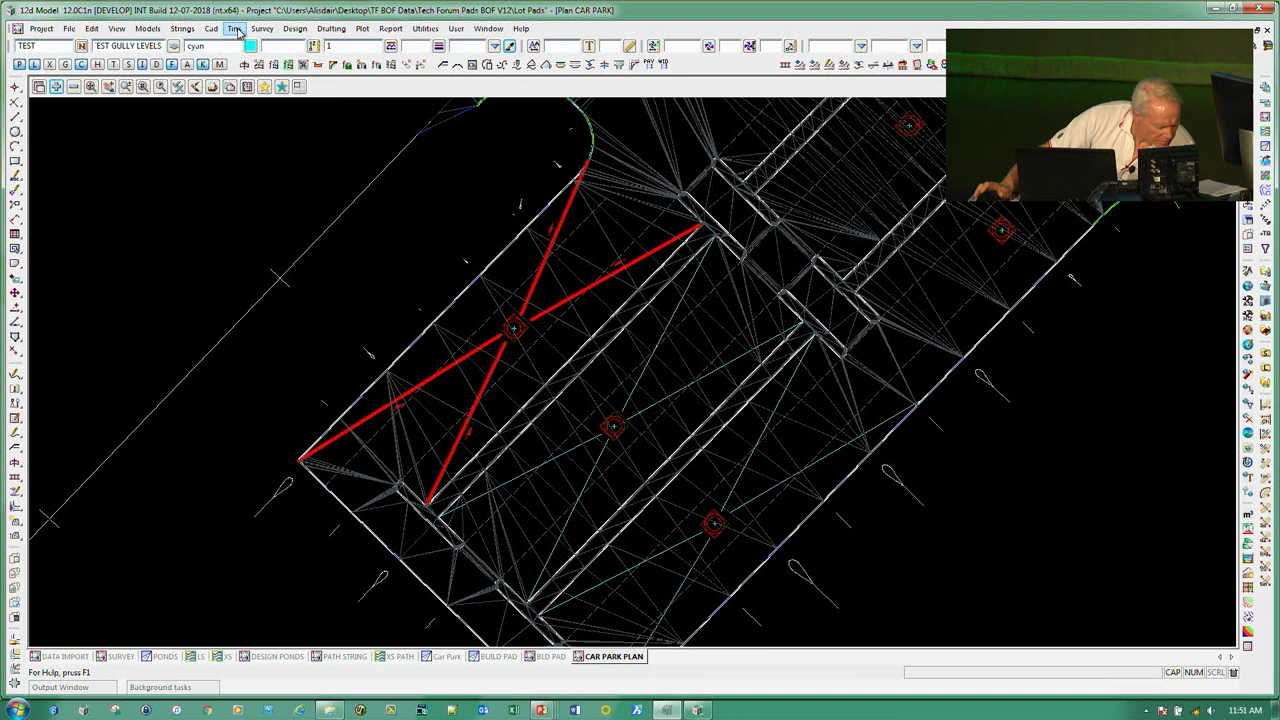 12d Model 12.0C1n [DEVELOP] INT Build 12-07-2018 (nt.x64) - Project "C:\Users\Alisdair\Desktop\TF BOF Data\Tech Forum Pads BOF V12\Lot Pads" - [Plan CAR PARK]
Project File Edit View Models Strings Cad Tins Survey Design Drafting Plot Report Utilities User Window Help
TEST N EST GULLY LEVELS cyan 1
P L X G C H T S I D F A K M
DATA IMPORT SURVEY PONDS LS XS DESIGN PONDS PATH STRING XS PATH Car Park BUILD PAD BLD PAD CAR PARK PLAN
For Help, press F1 CAP NUM SCRL
Output Window Background tasks
11:51 AM